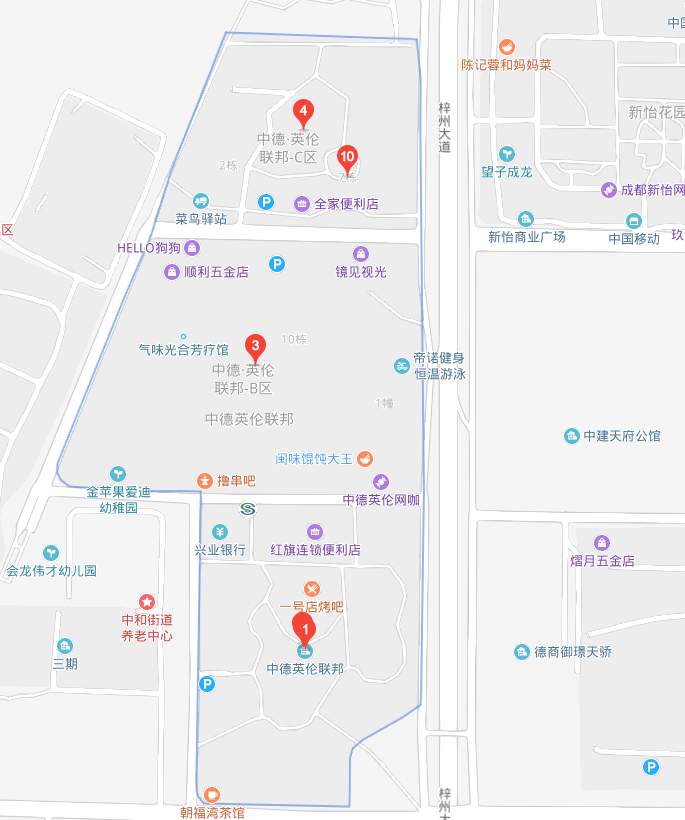 中国
陈记蓉和妈妈菜
4
梓
州
大
道
新怡花园
中德·英伦
联邦-C区
10
2栋
7栋
望子成龙
成都新怡网
P
全家便利店
菜鸟驿站
区
新怡商业广场
中国移动
玖
HELLO狗狗
顺利五金店
P
镜见视光
10栋
3
气味光合芳疗馆
帝诺健身
恒温游泳
中德·英伦
联邦-B区
1幢
中德英伦联邦
中建天府公馆
闽味馄饨大王
撸串吧
金苹果爱迪
幼稚园
中德英伦网咖
S
兴业银行
红旗连锁便利店
熠月五金店
会龙伟才幼儿园
一号店烤吧
中和街道
养老中心
1
三期
中德英伦联邦
德商御璟天骄
P
P
梓
州
朝福湾茶馆